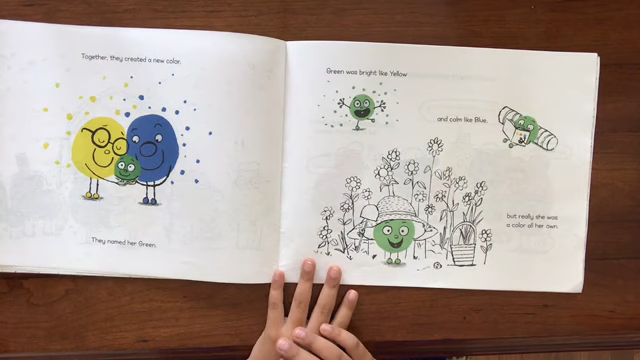 Together, they created a new color.
They named her Green.
Green was bright like Yellow
and calm like Blue,
but really she was
a color all her own.